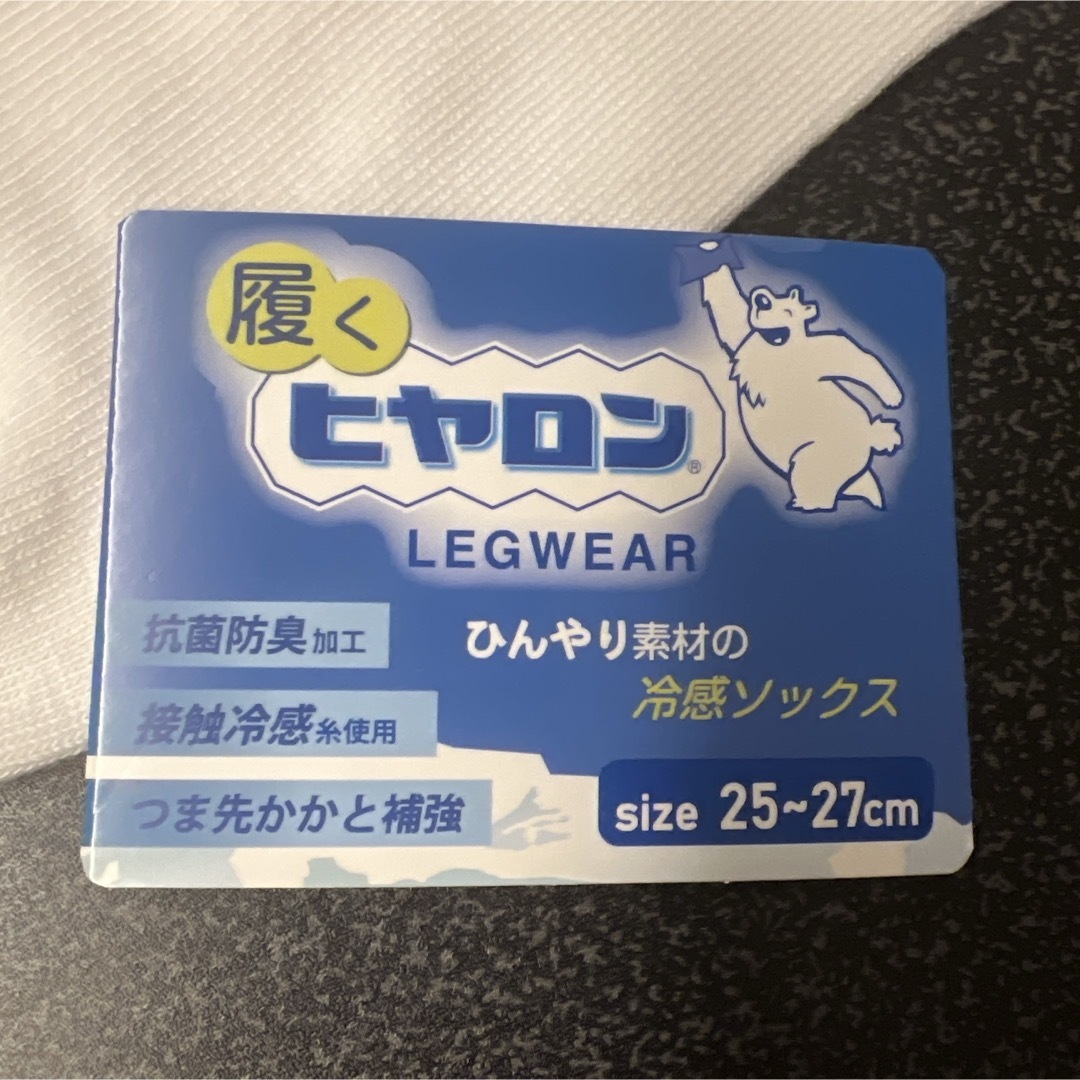 履く
ヒヤロン®
LEGWEAR
抗菌防臭加工
接触冷感糸使用
つま先かかと補強
ひんやり素材の
冷感ソックス
size 25~27cm